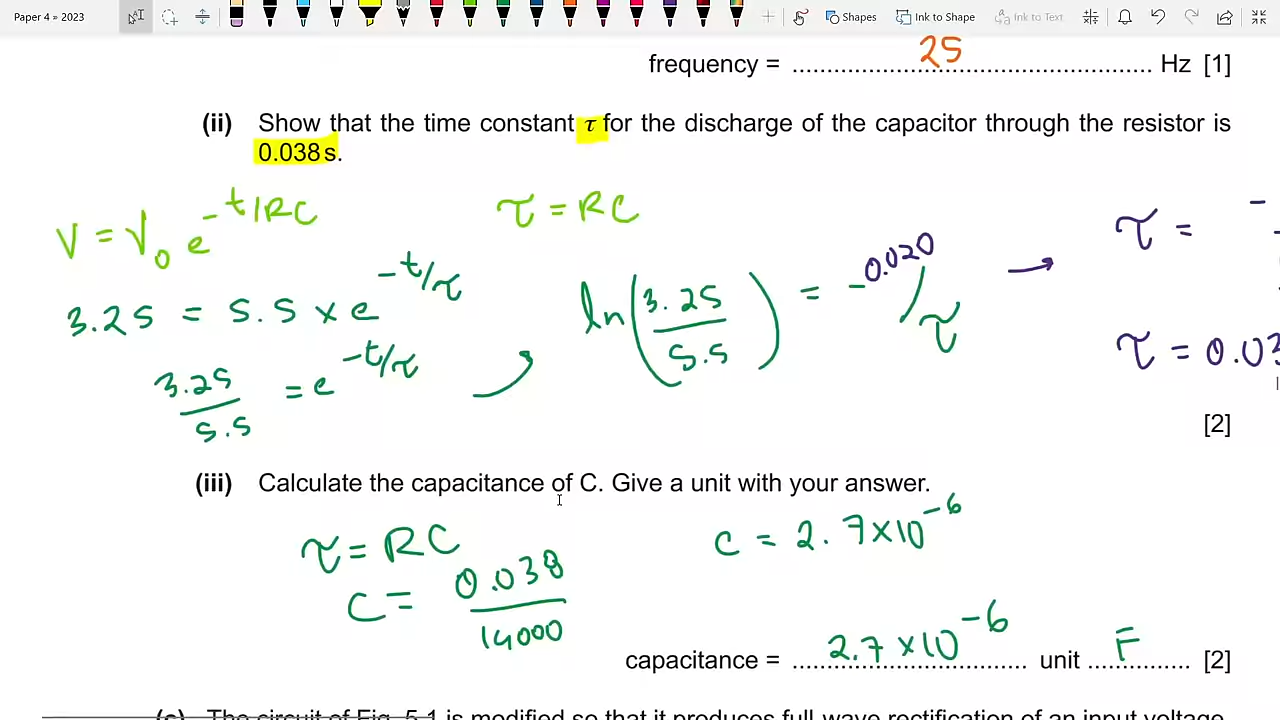 Paper 4 » 2023
Shapes
Ink to Shape
Ink to Text
frequency = .................................................... Hz [1]
25
(ii) Show that the time constant τ for the discharge of the capacitor through the resistor is
0.038 s.
V = V₀ e^(-t/RC)
τ = RC
3.25 = 5.5 × e^(-t/τ)
ln(3.25/5.5) = -0.020/τ →
τ = -
3.25/5.5 = e^(-t/τ)
τ = 0.03
[2]
(iii) Calculate the capacitance of C. Give a unit with your answer.
τ = RC
C = 0.038/14000
C = 2.7×10^-6
capacitance = 2.7×10^-6 unit F [2]
(c) The circuit of Fig. 5.1 is modified so that it produces full-wave rectification of an input voltage